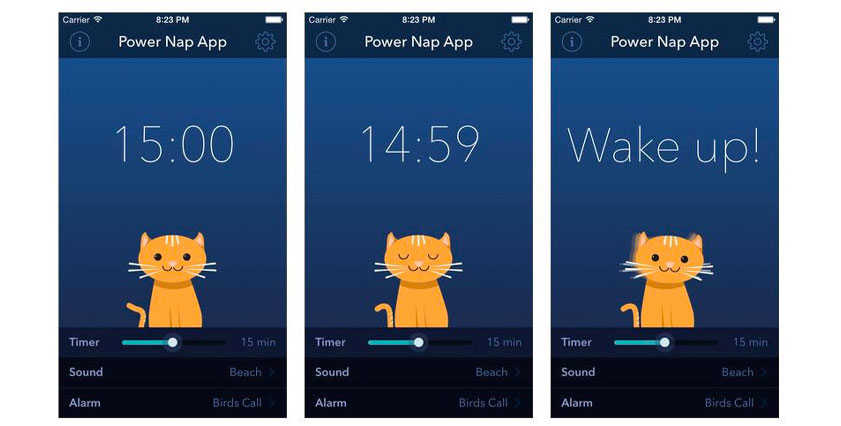 Carrier 8:23 PM
Power Nap App
15:00
Timer 15 min
Sound Beach
Alarm Birds Call
Carrier 8:23 PM
Power Nap App
14:59
Timer 15 min
Sound Beach
Alarm Birds Call
Carrier 8:23 PM
Power Nap App
Wake up!
Timer 15 min
Sound Beach
Alarm Birds Call